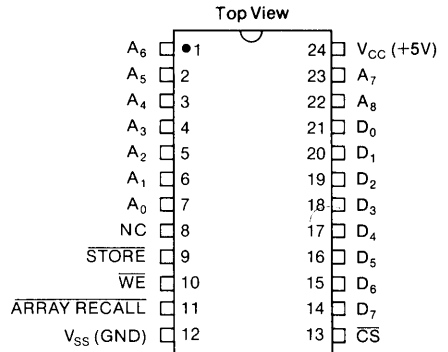 Top View
A₆ 1 24 V_CC (+5V)
A₅ 2 23 A₇
A₄ 3 22 A₈
A₃ 4 21 D₀
A₂ 5 20 D₁
A₁ 6 19 D₂
A₀ 7 18 D₃
NC 8 17 D₄
STORE 9 16 D₅
WE 10 15 D₆
ARRAY RECALL 11 14 D₇
V_SS (GND) 12 13 CS